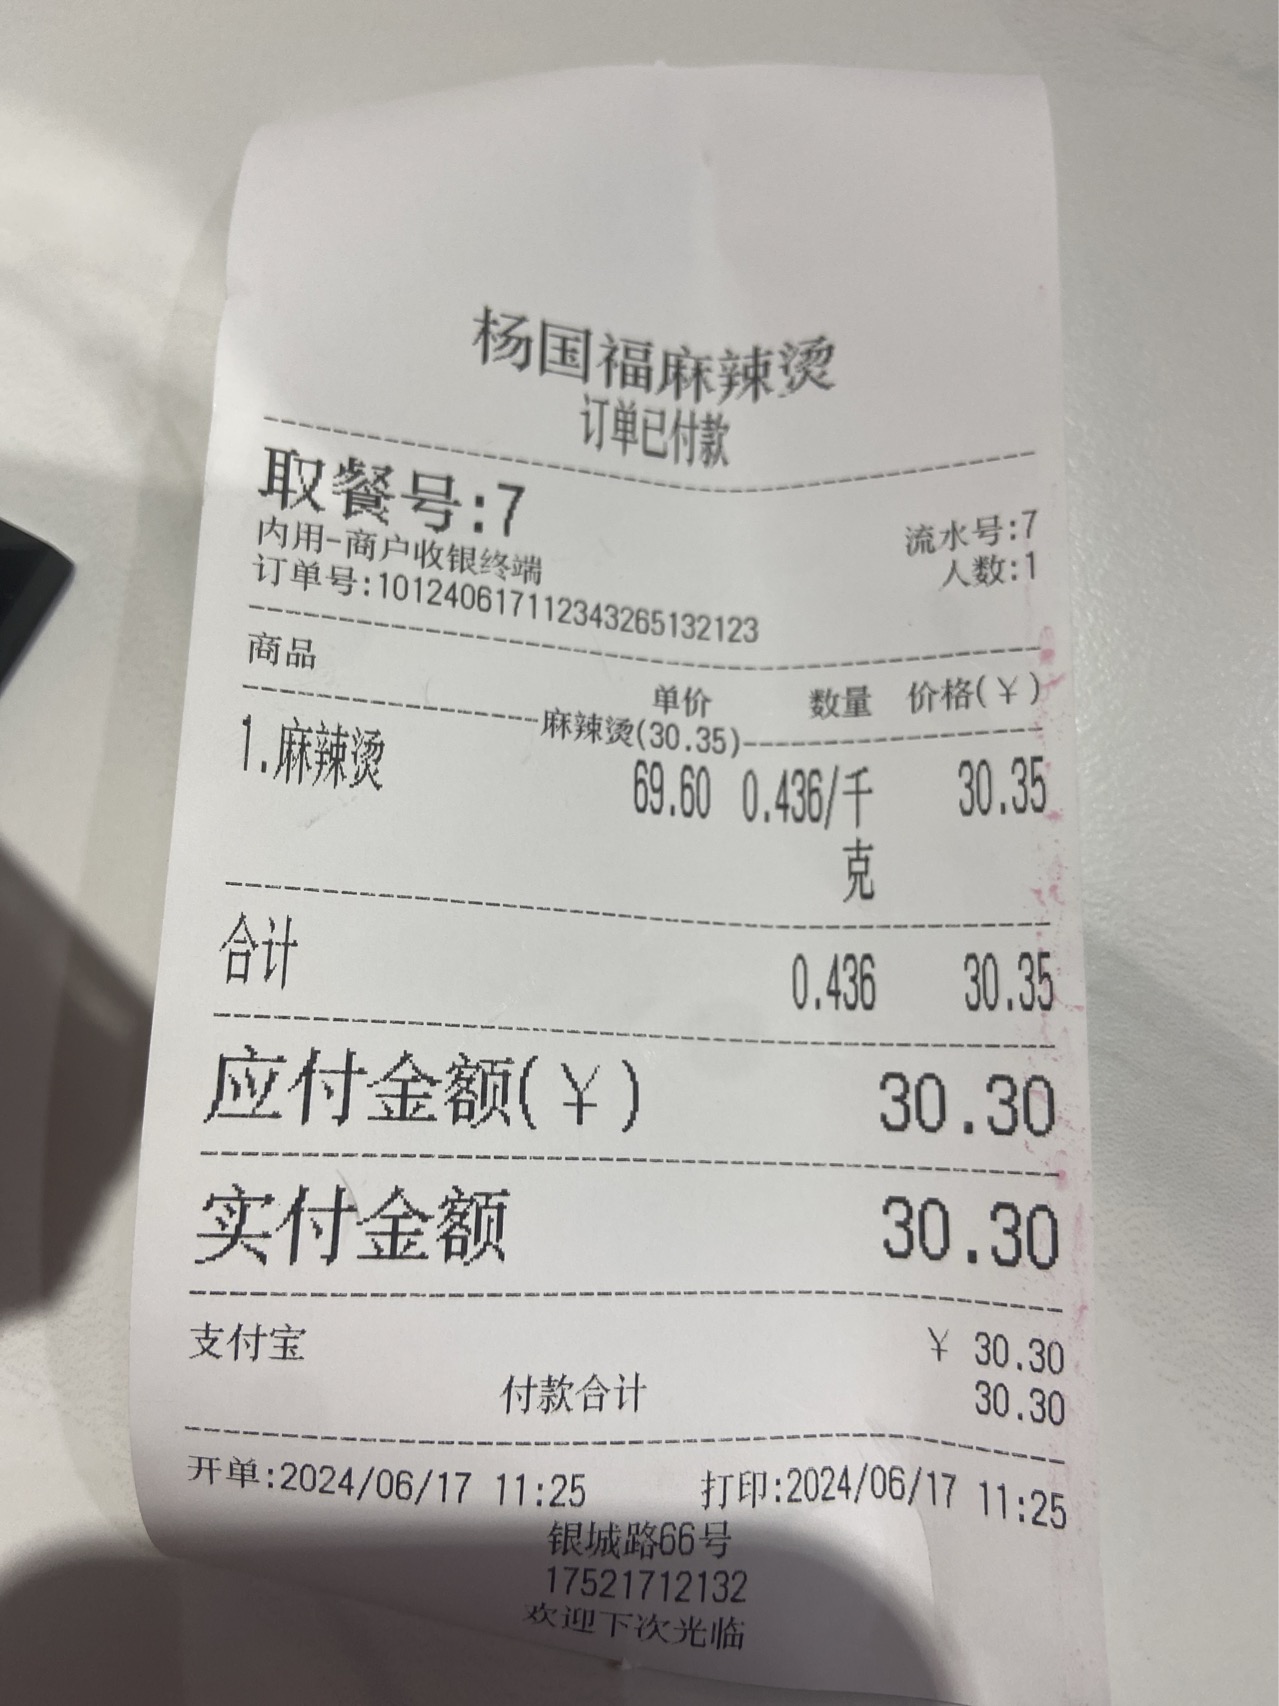 杨国福麻辣烫
订单已付款
取餐号:7
流水号:7
内用-商户收银终端
人数:1
订单号:101240617112343265132123
商品 单价 数量 价格(￥)
麻辣烫(30.35)
1.麻辣烫 69.60 0.436/千克 30.35
合计 0.436 30.35
应付金额(￥) 30.30
实付金额 30.30
支付宝 ￥ 30.30
付款合计 30.30
开单:2024/06/17 11:25 打印:2024/06/17 11:25
银城路66号
17521712132
欢迎下次光临